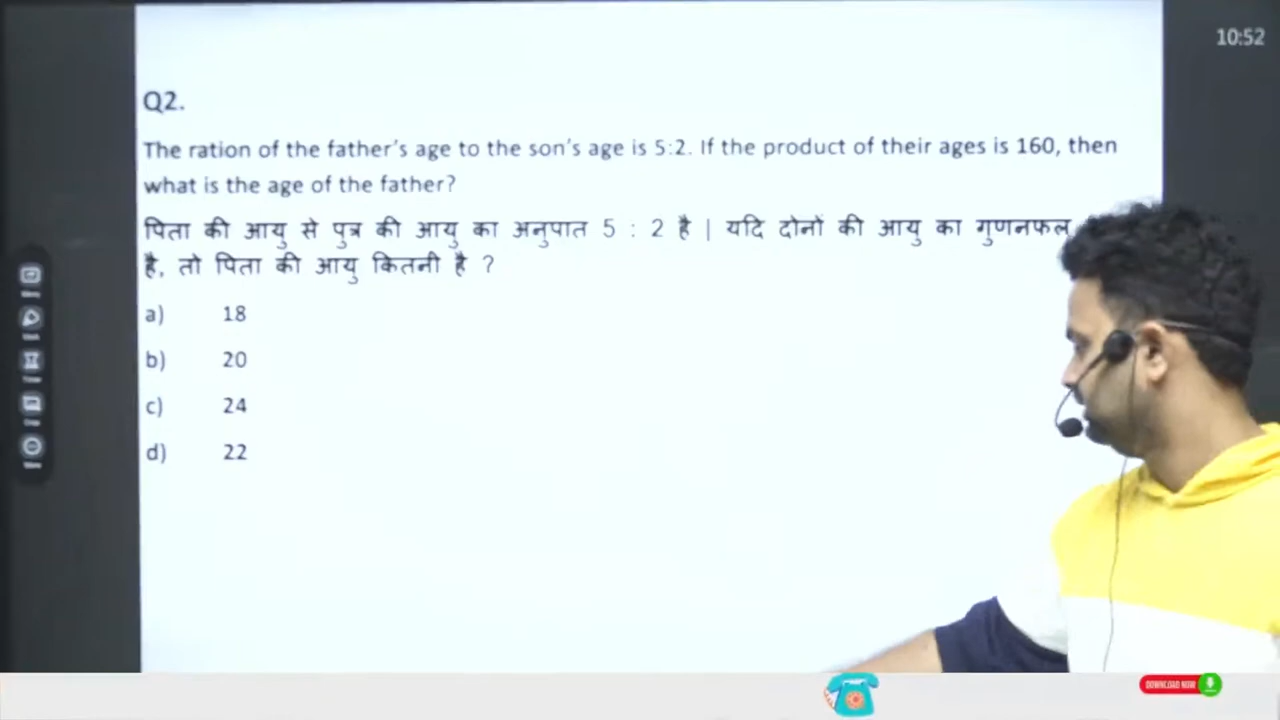 10:52
Q2.
The ration of the father's age to the son's age is 5:2. If the product of their ages is 160, then
what is the age of the father?
पिता की आयु से पुत्र की आयु का अनुपात 5 : 2 है | यदि दोनों की आयु का गुणनफल
है, तो पिता की आयु कितनी है ?
a) 18
b) 20
c) 24
d) 22
DOWNLOAD NOW